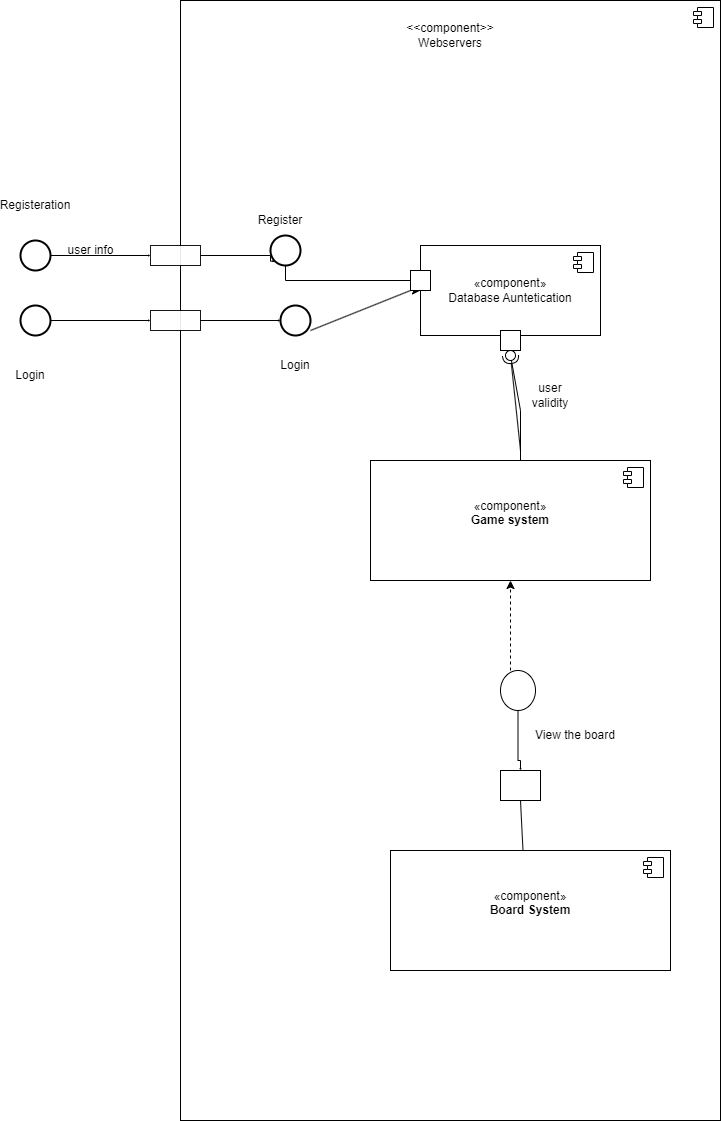 <<component>>
Webservers
Registeration
Register
user info
«component»
Database Auntetication
Login
Login
user
validity
«component»
Game system
View the board
«component»
Board System